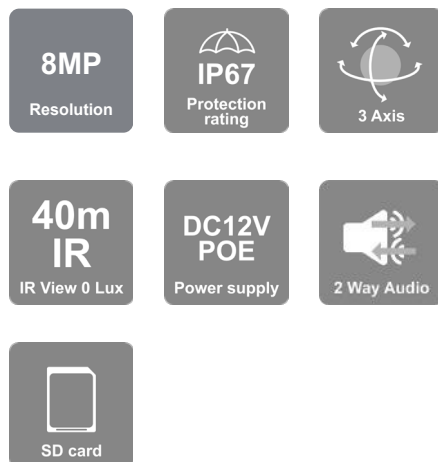 8MP
Resolution
IP67
Protection
rating
3 Axis
40m
IR
IR View 0 Lux
DC12V
POE
Power supply
2 Way Audio
SD card